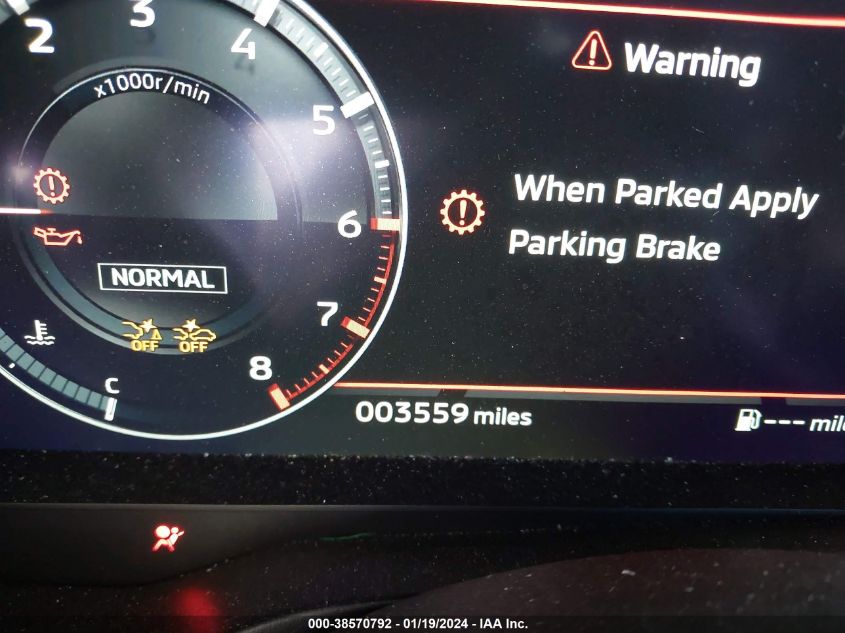 2
3
4
x1000r/min
5
6
7
8
NORMAL
OFF
OFF
C
Warning
When Parked Apply
Parking Brake
003559 miles
---
000-38570792 - 01/19/2024 - IAA Inc.